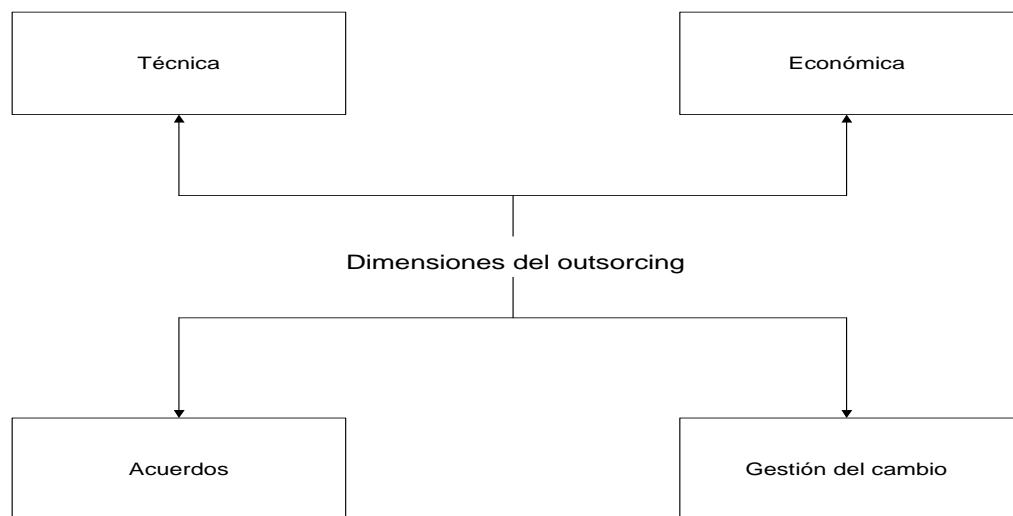 Técnica
Económica
Dimensiones del outsorcing
Acuerdos
Gestión del cambio